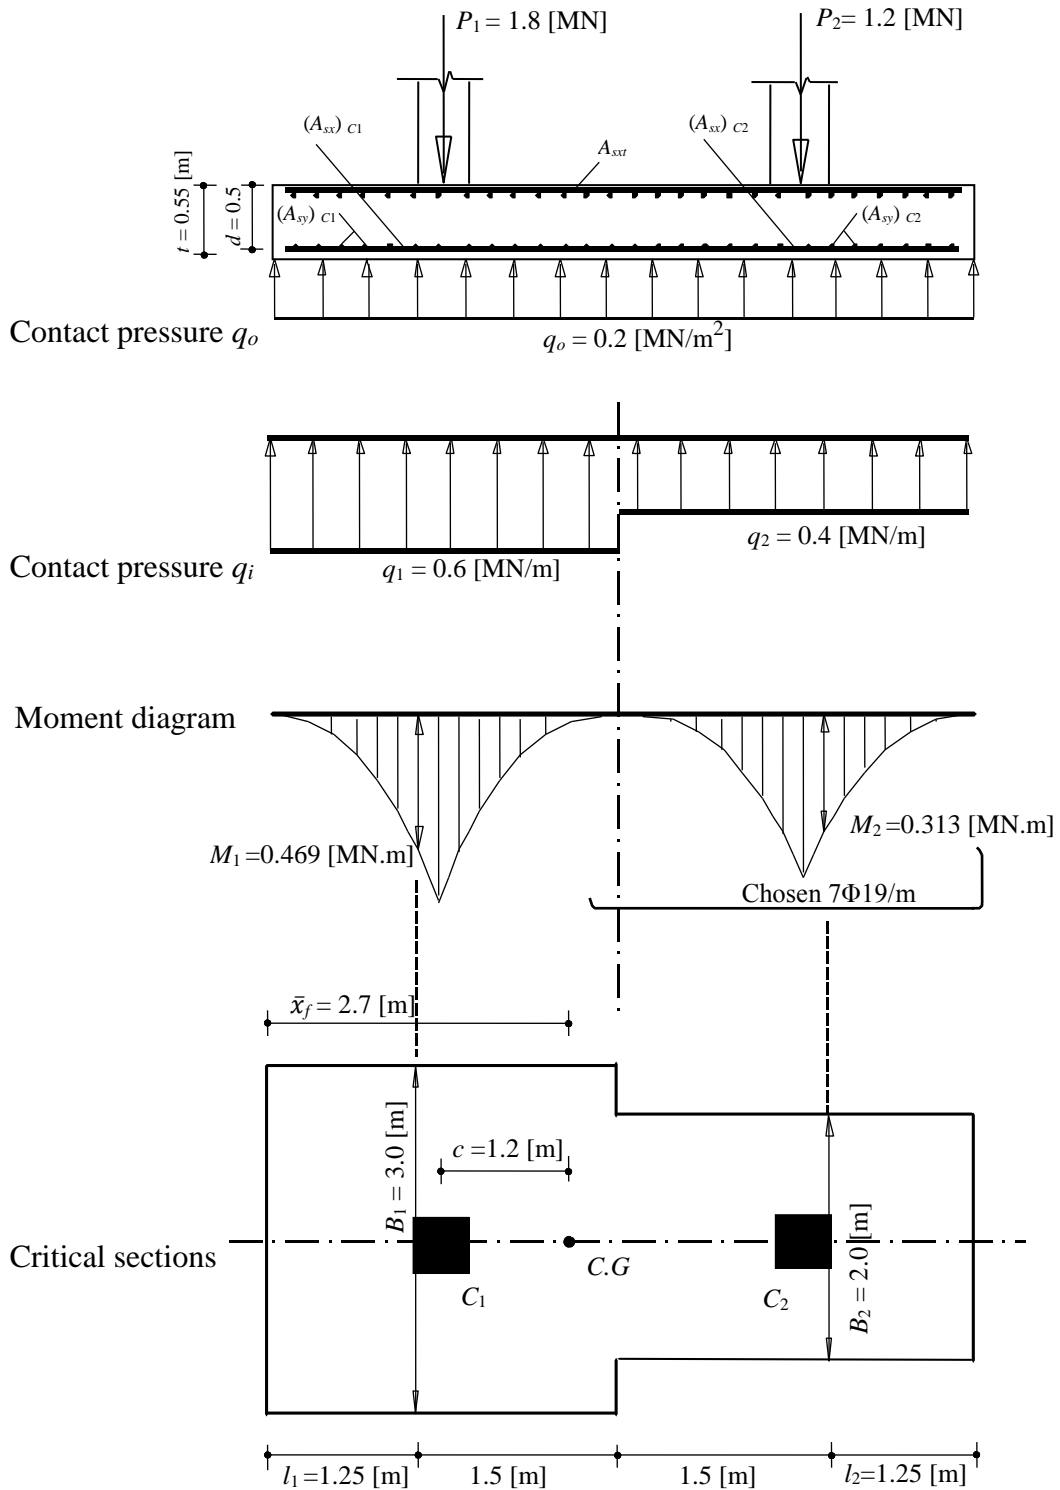 P1 = 1.8 [MN]
P2= 1.2 [MN]
(Asx) C1
Asxt
(Asx) C2
t = 0.55 [m]
d = 0.5
(Asy) C1
(Asy) C2
Contact pressure qo
qo = 0.2 [MN/m²]
q2 = 0.4 [MN/m]
Contact pressure qi
q1 = 0.6 [MN/m]
Moment diagram
M1 =0.469 [MN.m]
M2 =0.313 [MN.m]
Chosen 7Φ19/m
x̄f = 2.7 [m]
B1 = 3.0 [m]
c =1.2 [m]
B2 = 2.0 [m]
Critical sections
C.G
C1
C2
l1 =1.25 [m]
1.5 [m]
1.5 [m]
l2=1.25 [m]